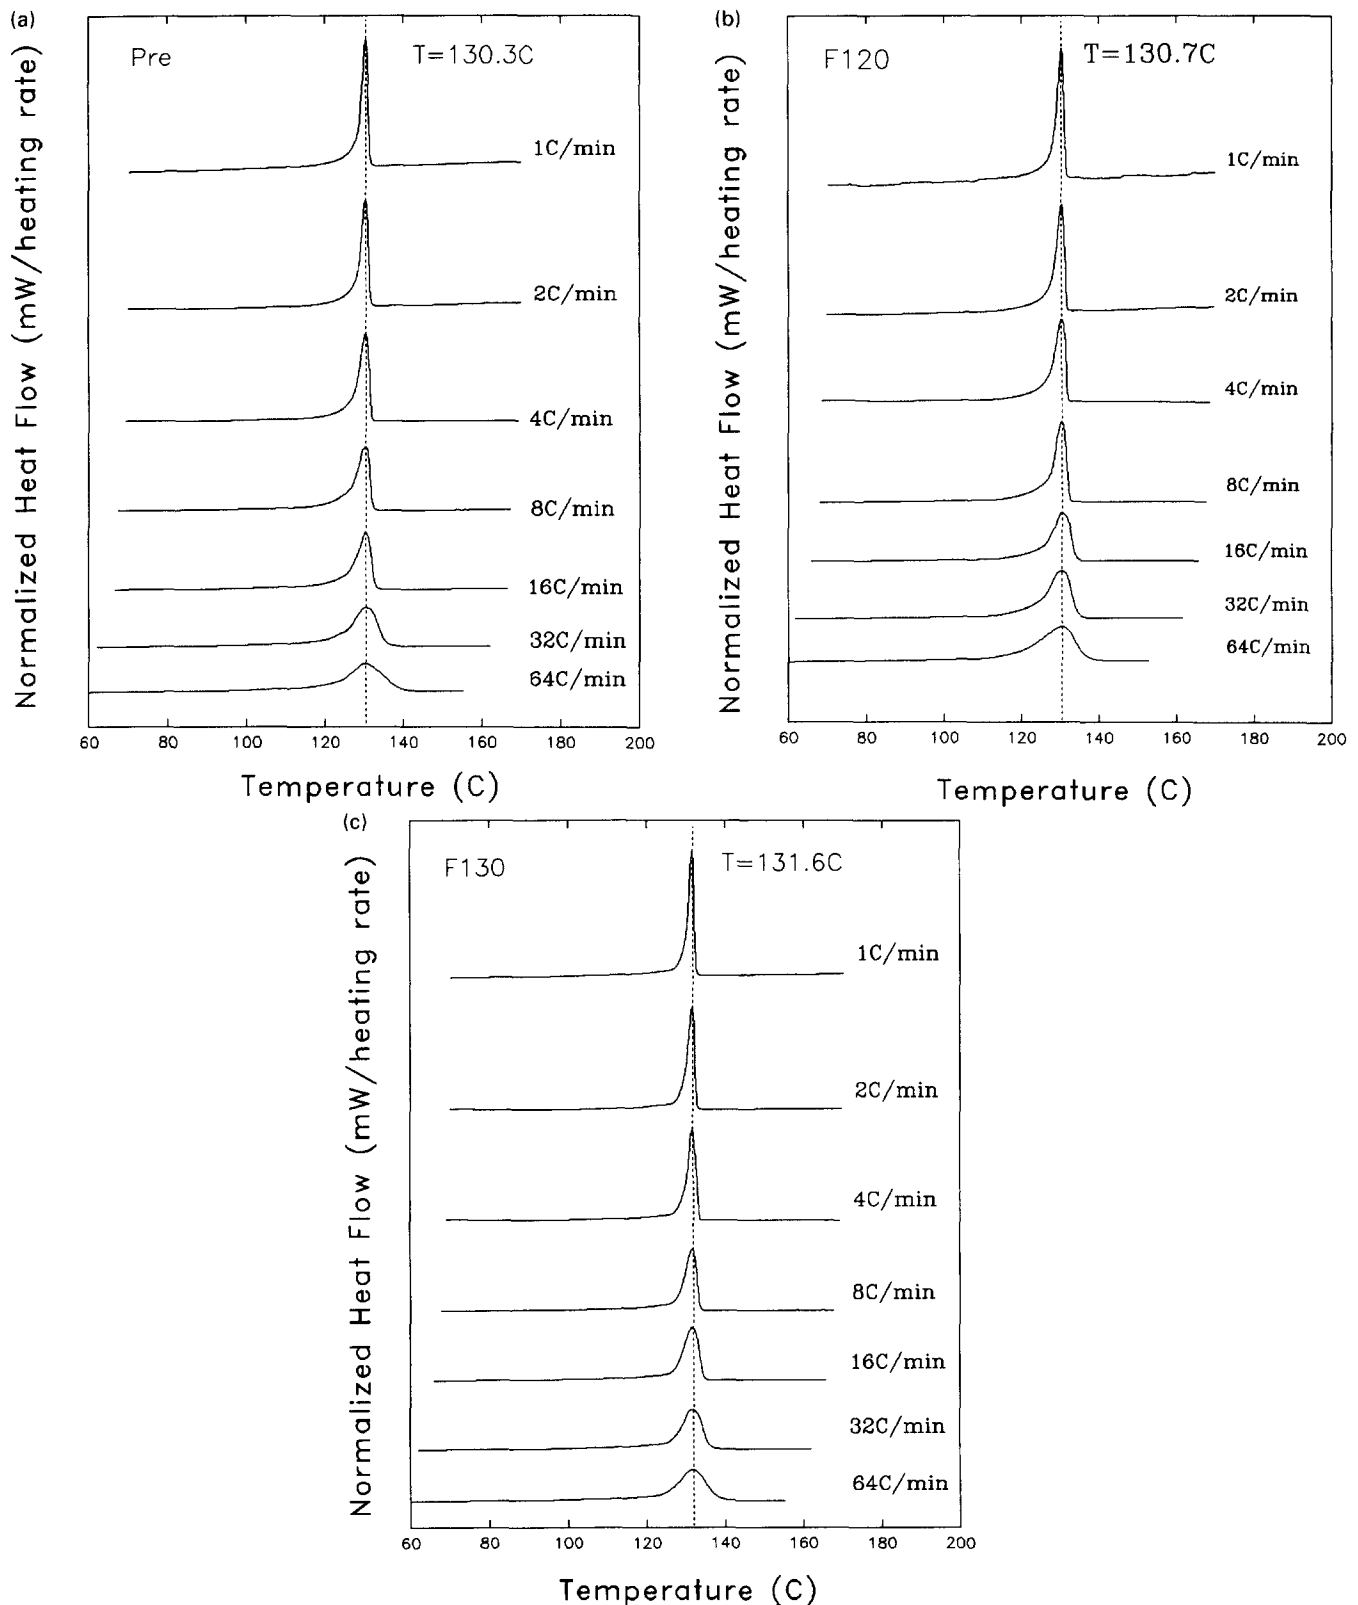 (a)
Normalized Heat Flow (mW/heating rate)
Pre
T=130.3C
1C/min
2C/min
4C/min
8C/min
16C/min
32C/min
64C/min
60 80 100 120 140 160 180 200
Temperature (C)
(b)
Normalized Heat Flow (mW/heating rate)
F120
T=130.7C
1C/min
2C/min
4C/min
8C/min
16C/min
32C/min
64C/min
60 80 100 120 140 160 180 200
Temperature (C)
(c)
Normalized Heat Flow (mW/heating rate)
F130
T=131.6C
1C/min
2C/min
4C/min
8C/min
16C/min
32C/min
64C/min
60 80 100 120 140 160 180 200
Temperature (C)